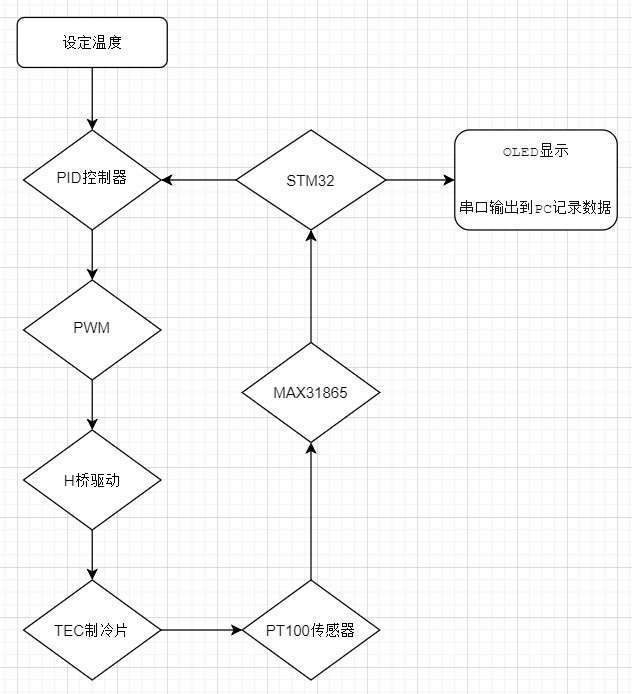 设定温度
PID控制器
STM32
OLED显示
串口输出到PC记录数据
PWM
MAX31865
H桥驱动
TEC制冷片
PT100传感器